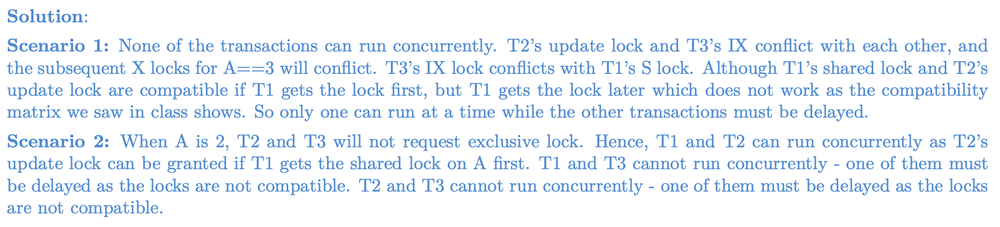 Solution:
Scenario 1: None of the transactions can run concurrently. T2's update lock and T3's IX conflict with each other, and
the subsequent X locks for A==3 will conflict. T3's IX lock conflicts with T1's S lock. Although T1's shared lock and T2's
update lock are compatible if T1 gets the lock first, but T1 gets the lock later which does not work as the compatibility
matrix we saw in class shows. So only one can run at a time while the other transactions must be delayed.
Scenario 2: When A is 2, T2 and T3 will not request exclusive lock. Hence, T1 and T2 can run concurrently as T2's
update lock can be granted if T1 gets the shared lock on A first. T1 and T3 cannot run concurrently - one of them must
be delayed as the locks are not compatible. T2 and T3 cannot run concurrently - one of them must be delayed as the locks
are not compatible.